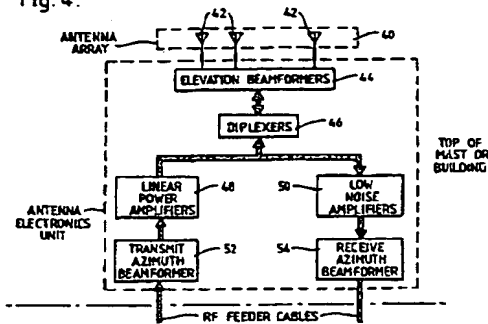 Fig. 4.
42 42
ANTENNA
ARRAY
40
ELEVATION BEAMFORMERS 44
DIPLEXERS 46
TOP OF
MAST OR
BUILDING
LINEAR
POWER
AMPLIFIERS
48
50
LOW
NOISE
AMPLIFIERS
ANTENNA
ELECTRONICS
UNIT
TRANSMIT
AZIMUTH
BEAMFORMER
52
54
RECEIVE
AZIMUTH
BEAMFORMER
RF FEEDER CABLES